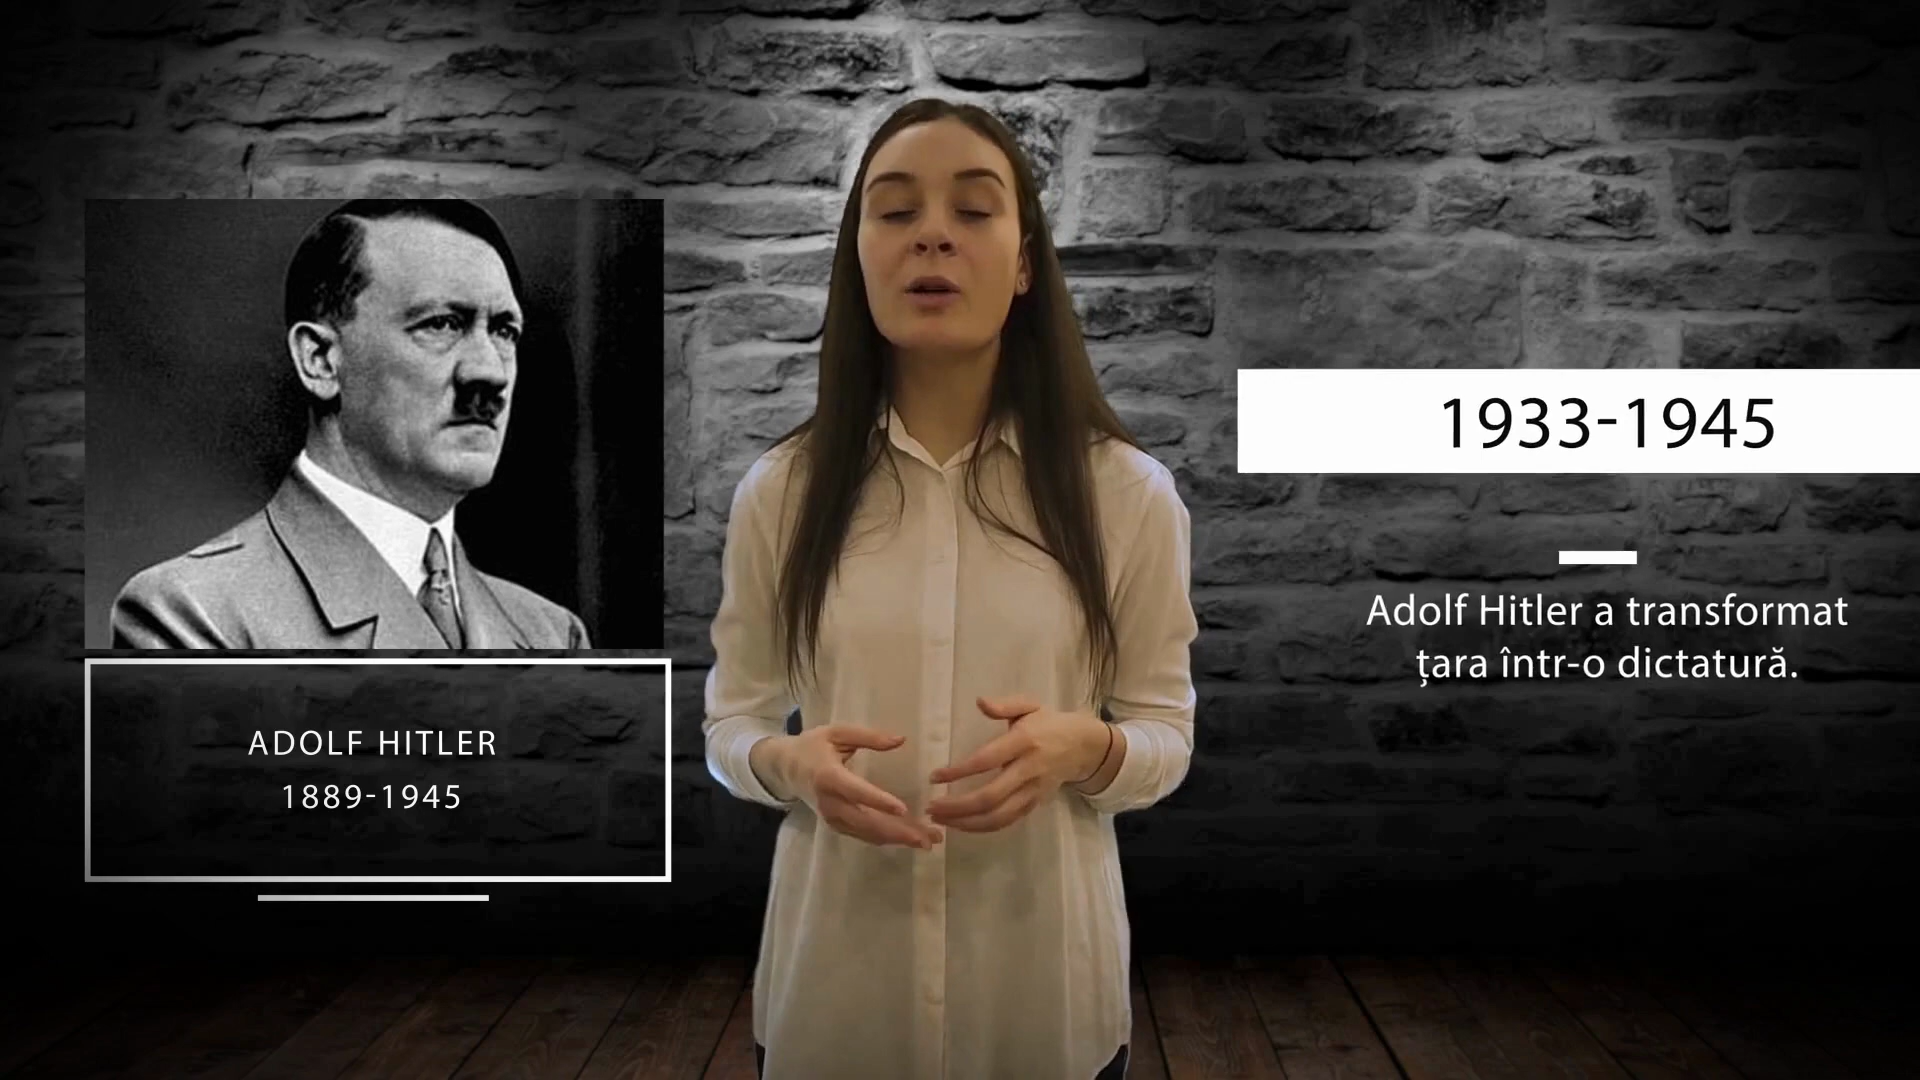 ADOLF HITLER
1889-1945
1933-1945
Adolf Hitler a transformat
țara într-o dictatură.